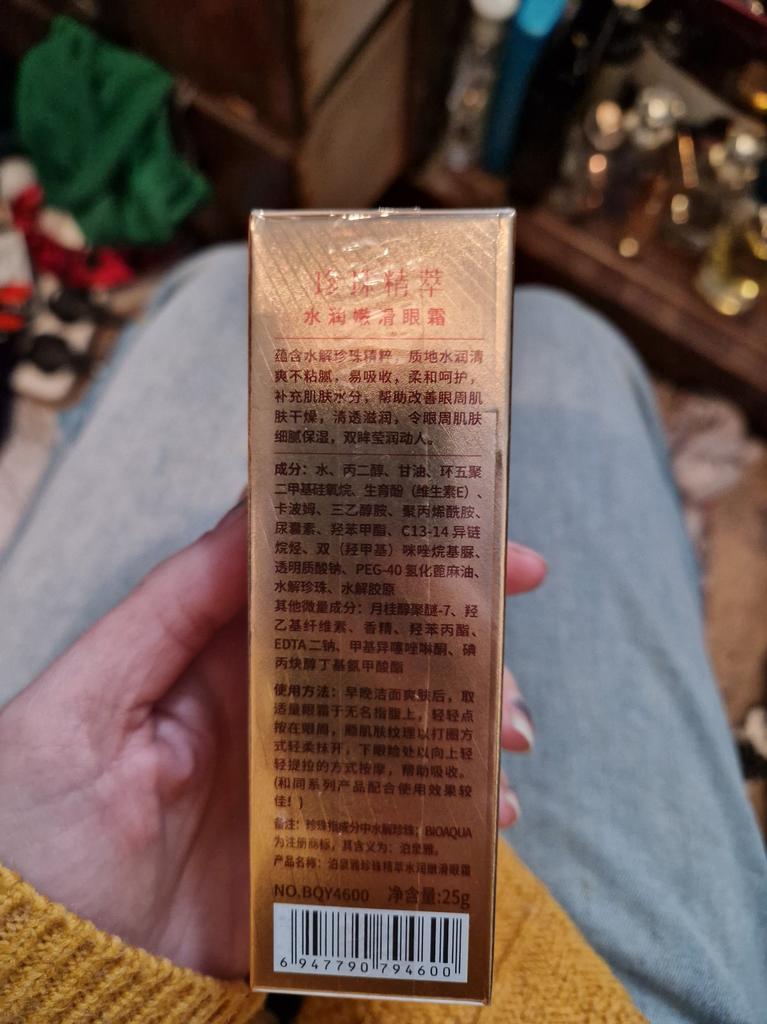 珍珠精萃
水润嫩滑眼霜
蕴含水解珍珠精粹，质地水润清
爽不粘腻，易吸收，柔和呵护，
补充肌肤水分，帮助改善眼周肌
肤干燥，清透滋润，令眼周肌肤
细腻保湿，双眸莹润动人。
成分：水、丙二醇、甘油、环五聚
二甲基硅氧烷、生育酚（维生素E）、
卡波姆、三乙醇胺、聚丙烯酰胺、
尿囊素、羟苯甲酯、C13-14 异链
烷烃、双（羟甲基）咪唑烷基脲、
透明质酸钠、PEG-40 氢化蓖麻油、
水解珍珠、水解胶原
其他微量成分：月桂醇聚醚-7、羟
乙基纤维素、香精、羟苯丙酯、
EDTA 二钠、甲基异噻唑啉酮、碘
丙炔醇丁基氨甲酸酯
使用方法：早晚洁面爽肤后，取
适量眼霜于无名指腹上，轻轻点
按在眼周，顺肌肤纹理以打圈方
式轻柔抹开，下眼睑处以向上轻
轻提拉的方式按摩，帮助吸收。
(和同系列产品配合使用效果较
佳！)
备注：珍珠指成分中水解珍珠；BIOAQUA
为注册商标，其含义为：泊泉雅。
产品名称：泊泉雅珍珠精萃水润嫩滑眼霜
NO.BQY4600 净含量:25g
6 947790 794600